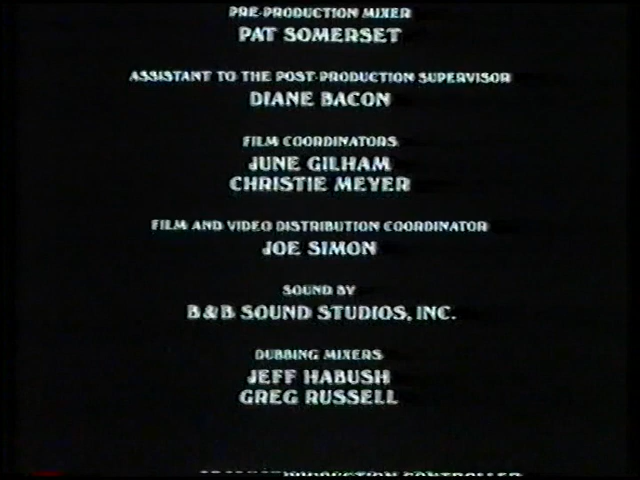 PRE-PRODUCTION MIXER
PAT SOMERSET
ASSISTANT TO THE POST-PRODUCTION SUPERVISOR
DIANE BACON
FILM COORDINATORS
JUNE GILHAM
CHRISTIE MEYER
FILM AND VIDEO DISTRIBUTION COORDINATOR
JOE SIMON
SOUND BY
B&B SOUND STUDIOS, INC.
DUBBING MIXERS
JEFF HABUSH
GREG RUSSELL
CONTROLLER